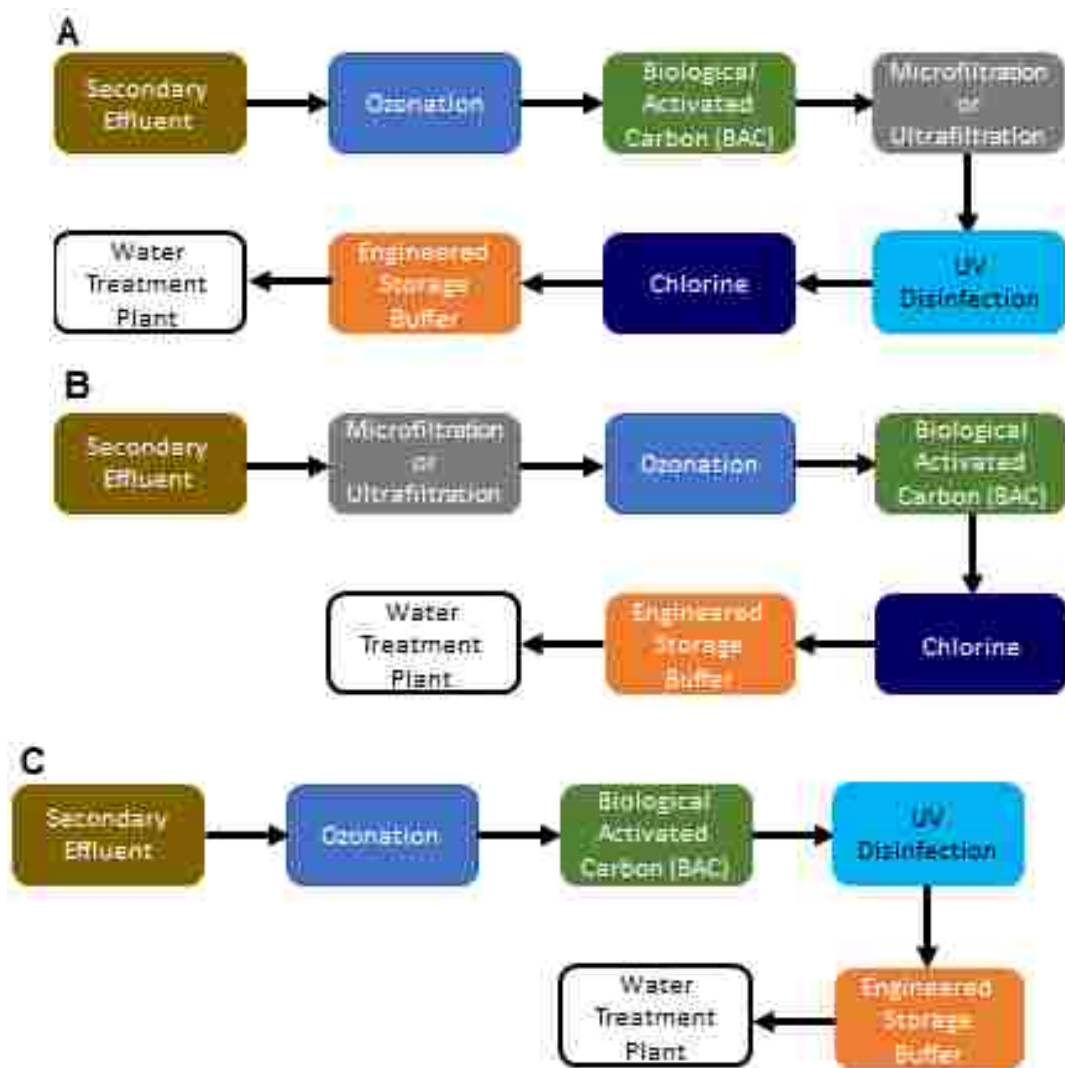 A
Secondary
Effluent
Ozonation
Biological
Activated
Carbon (BAC)
Microfiltration
or
Ultrafiltration
Water
Treatment
Plant
Engineered
Storage
Buffer
Chlorine
UV
Disinfection
B
Secondary
Effluent
Microfiltration
or
Ultrafiltration
Ozonation
Biological
Activated
Carbon (BAC)
Water
Treatment
Plant
Engineered
Storage
Buffer
Chlorine
C
Secondary
Effluent
Ozonation
Biological
Activated
Carbon (BAC)
UV
Disinfection
Water
Treatment
Plant
Engineered
Storage
Buffer